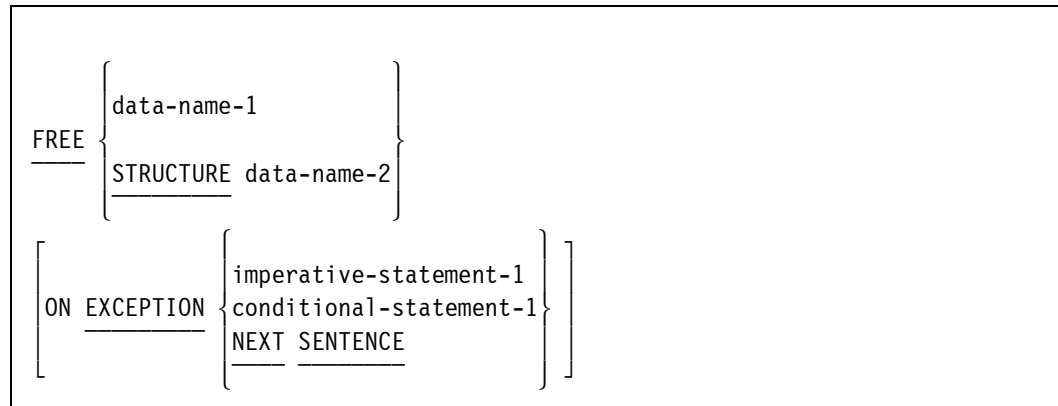 data-name-1
FREE
STRUCTURE data-name-2
imperative-statement-1
ON EXCEPTION conditional-statement-1
NEXT SENTENCE